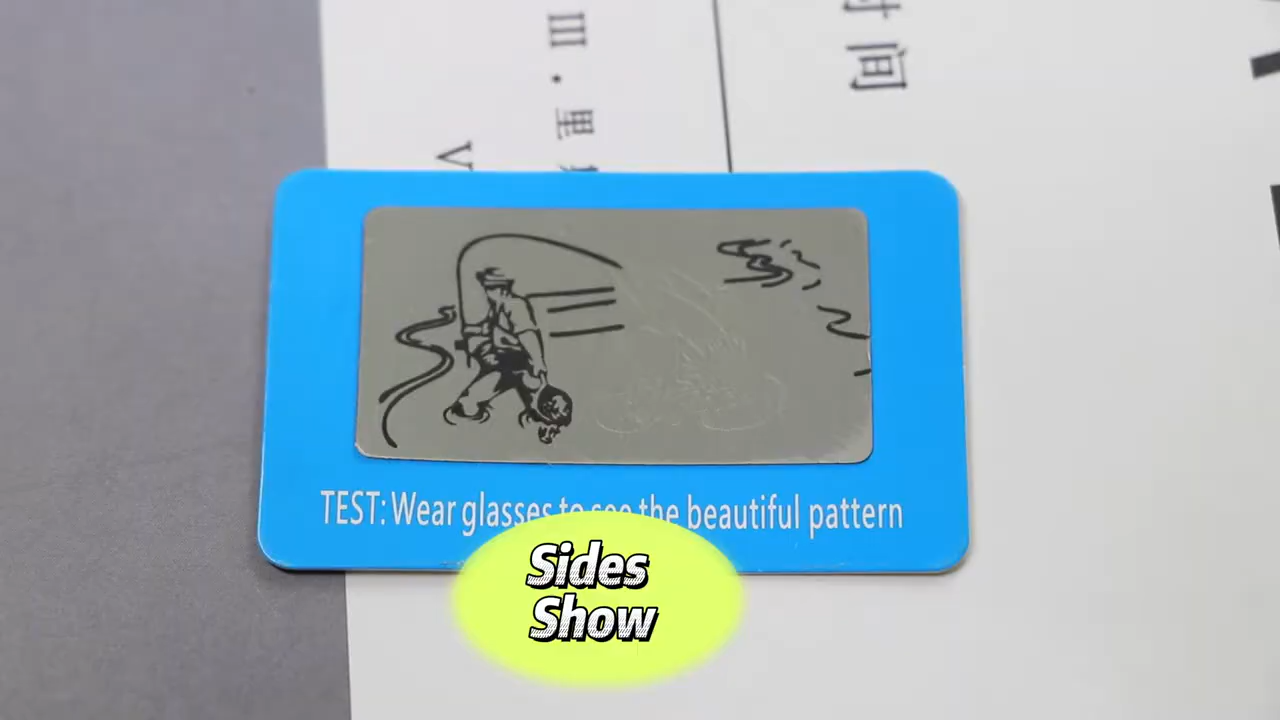 III . 里
时间
V
TEST: Wear glasses to see the beautiful pattern
Sides
Show